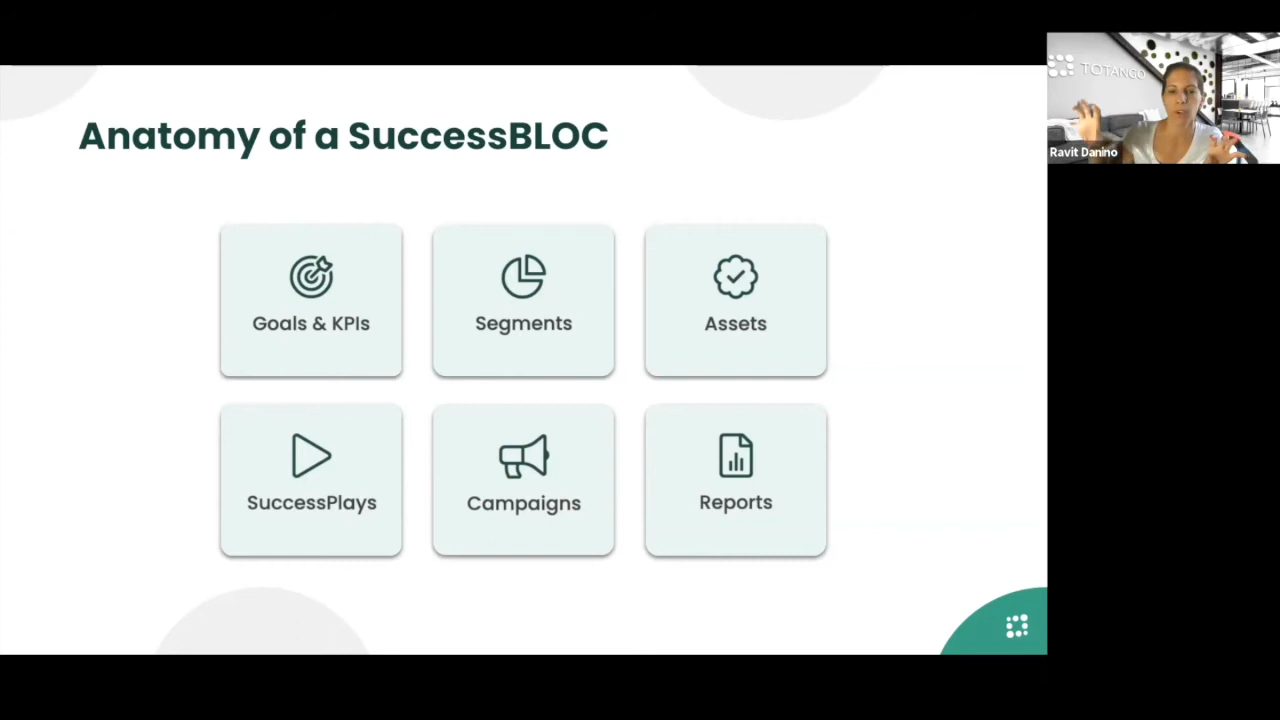 Anatomy of a SuccessBLOC
TOTANGO
Ravit Danino
Goals & KPIs
Segments
Assets
SuccessPlays
Campaigns
Reports